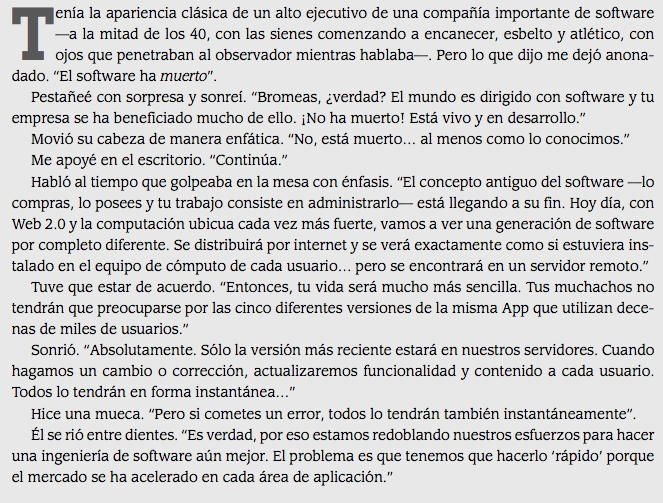 Tenía la apariencia clásica de un alto ejecutivo de una compañía importante de software
—a la mitad de los 40, con las sienes comenzando a encanecer, esbelto y atlético, con
ojos que penetraban al observador mientras hablaba—. Pero lo que dijo me dejó anona-
dado. “El software ha muerto”.
Pestañeé con sorpresa y sonreí. “Bromeas, ¿verdad? El mundo es dirigido con software y tu
empresa se ha beneficiado mucho de ello. ¡No ha muerto! Está vivo y en desarrollo.”
Movió su cabeza de manera enfática. “No, está muerto… al menos como lo conocimos.”
Me apoyé en el escritorio. “Continúa.”
Habló al tiempo que golpeaba en la mesa con énfasis. “El concepto antiguo del software —lo
compras, lo posees y tu trabajo consiste en administrarlo— está llegando a su fin. Hoy día, con
Web 2.0 y la computación ubicua cada vez más fuerte, vamos a ver una generación de software
por completo diferente. Se distribuirá por internet y se verá exactamente como si estuviera ins-
talado en el equipo de cómputo de cada usuario… pero se encontrará en un servidor remoto.”
Tuve que estar de acuerdo. “Entonces, tu vida será mucho más sencilla. Tus muchachos no
tendrán que preocuparse por las cinco diferentes versiones de la misma App que utilizan dece-
nas de miles de usuarios.”
Sonrió. “Absolutamente. Sólo la versión más reciente estará en nuestros servidores. Cuando
hagamos un cambio o corrección, actualizaremos funcionalidad y contenido a cada usuario.
Todos lo tendrán en forma instantánea…”
Hice una mueca. “Pero si cometes un error, todos lo tendrán también instantáneamente”.
Él se rió entre dientes. “Es verdad, por eso estamos redoblando nuestros esfuerzos para hacer
una ingeniería de software aún mejor. El problema es que tenemos que hacerlo ‘rápido’ porque
el mercado se ha acelerado en cada área de aplicación.”